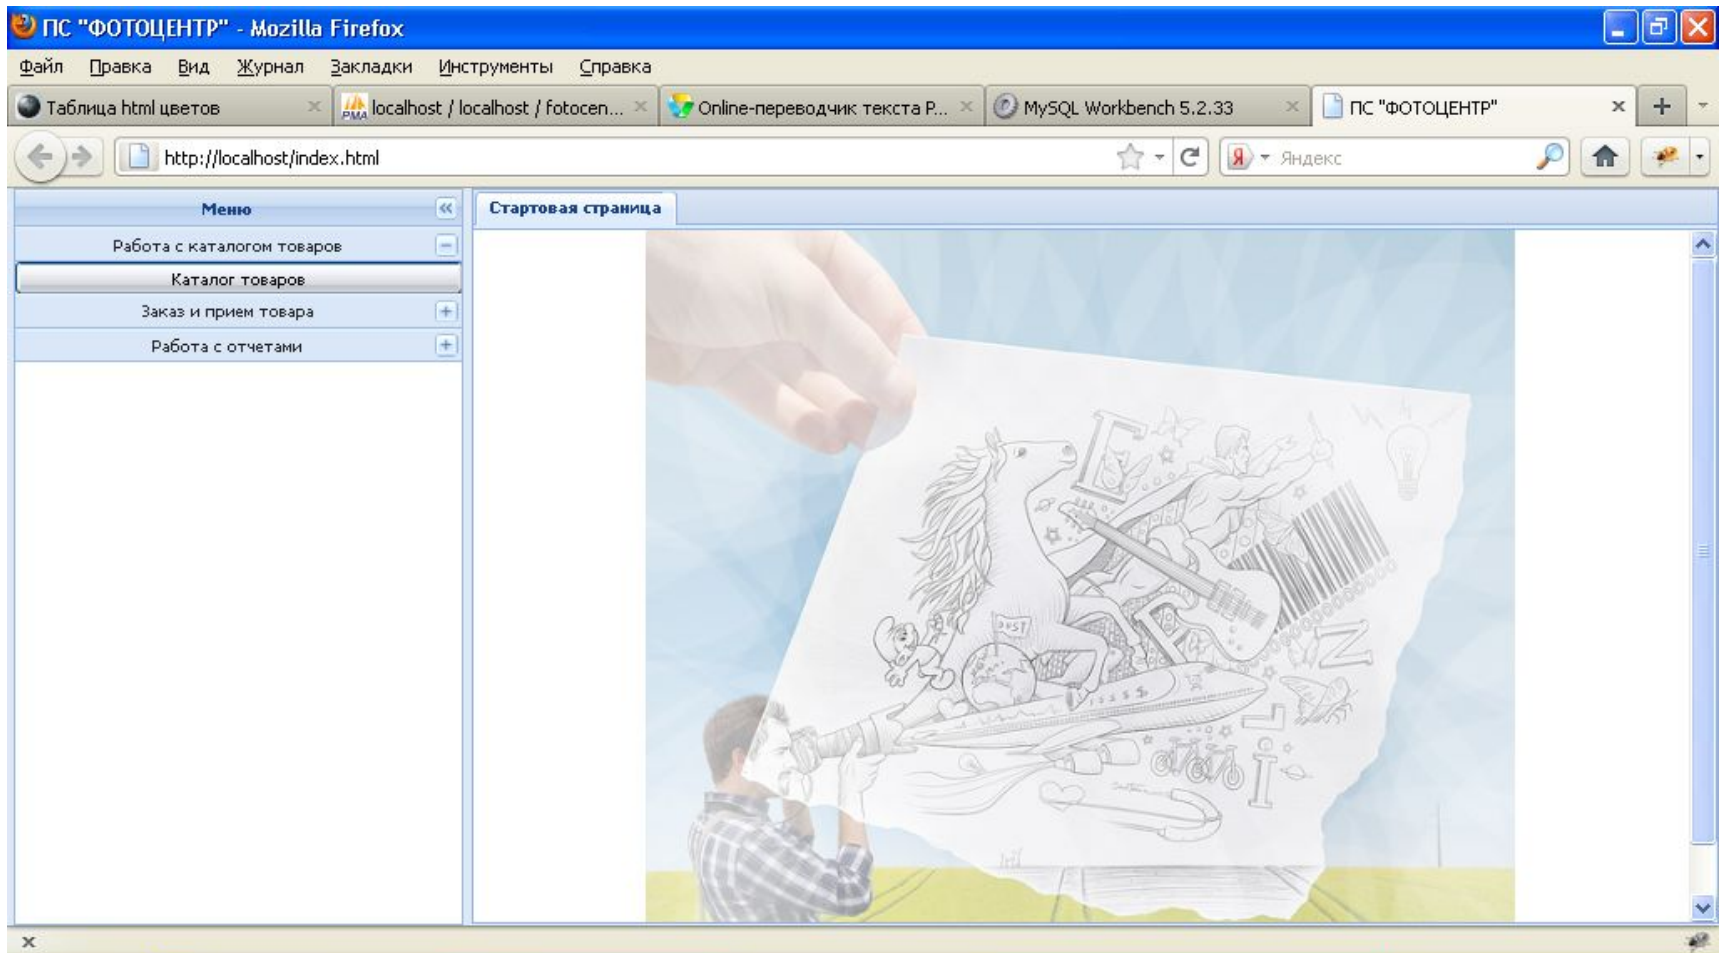 ПС "ФОТОЦЕНТР" - Mozilla Firefox
Файл Правка Вид Журнал Закладки Инструменты Справка
Таблица html цветов localhost / localhost / fotocen... Online-переводчик текста P... MySQL Workbench 5.2.33 ПС "ФОТОЦЕНТР"
http://localhost/index.html Яндекс
Меню Стартовая страница
Работа с каталогом товаров
Каталог товаров
Заказ и прием товара
Работа с отчетами